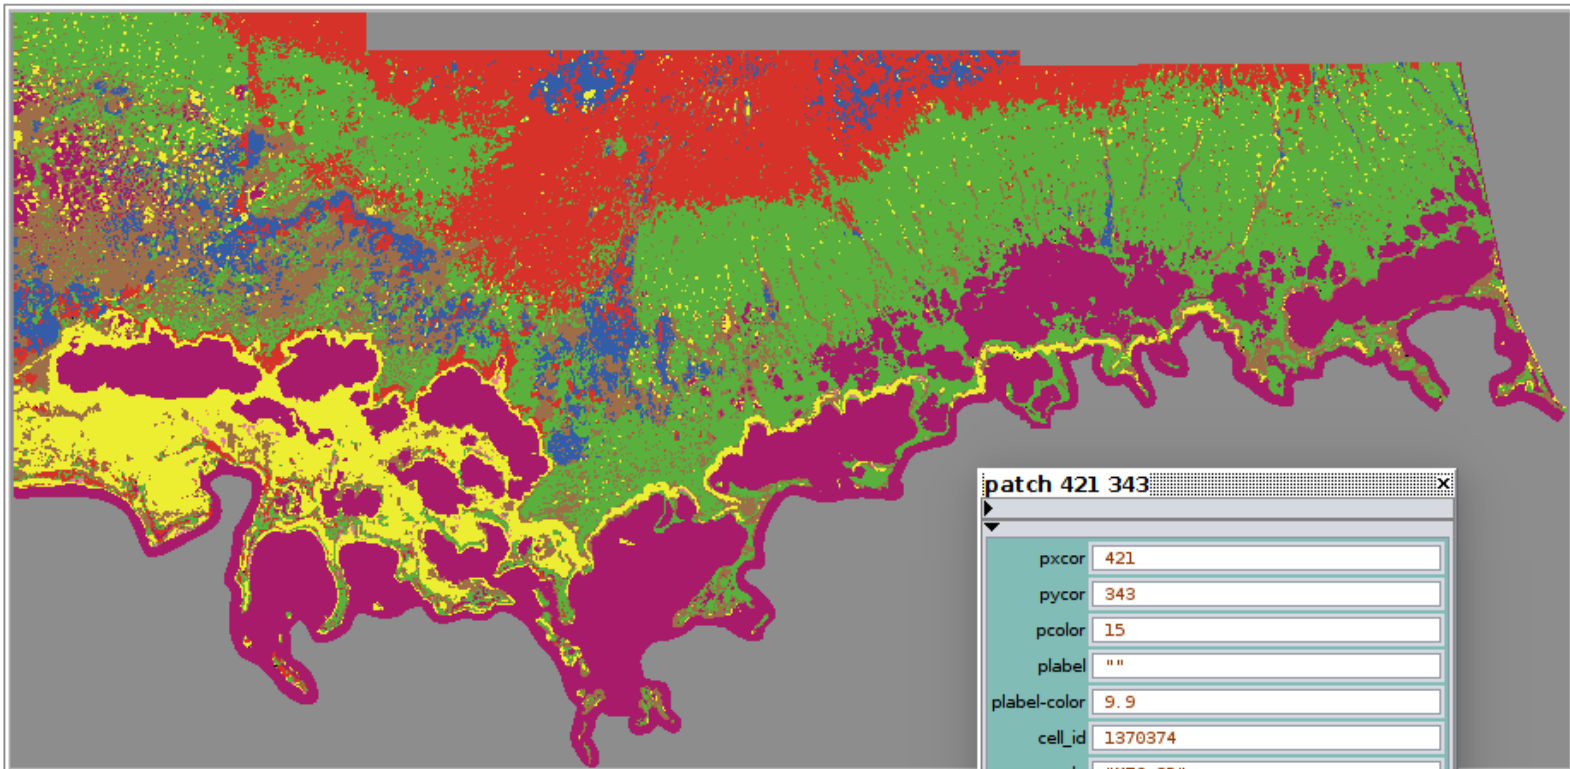 patch 421 343
pxcor 421
pycor 343
pcolor 15
plabel ""
plabel-color 9.9
cell_id 1370374